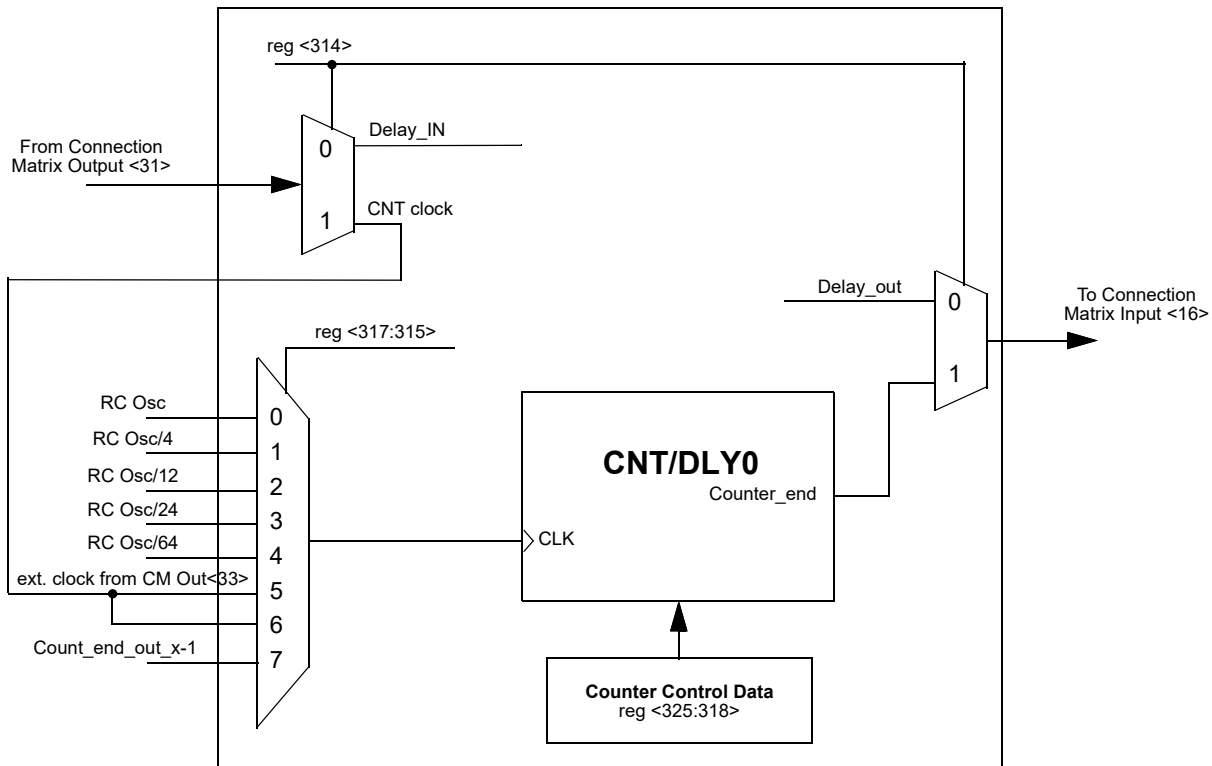 reg <314>
0
Delay_IN
From Connection
Matrix Output <31>
1
CNT clock
Delay_out
0
To Connection
Matrix Input <16>
1
reg <317:315>
RC Osc
0
RC Osc/4
1
RC Osc/12
2
RC Osc/24
3
RC Osc/64
4
ext. clock from CM Out<33>
5
6
Count_end_out_x-1
7
CNT/DLY0
Counter_end
CLK
Counter Control Data
reg <325:318>